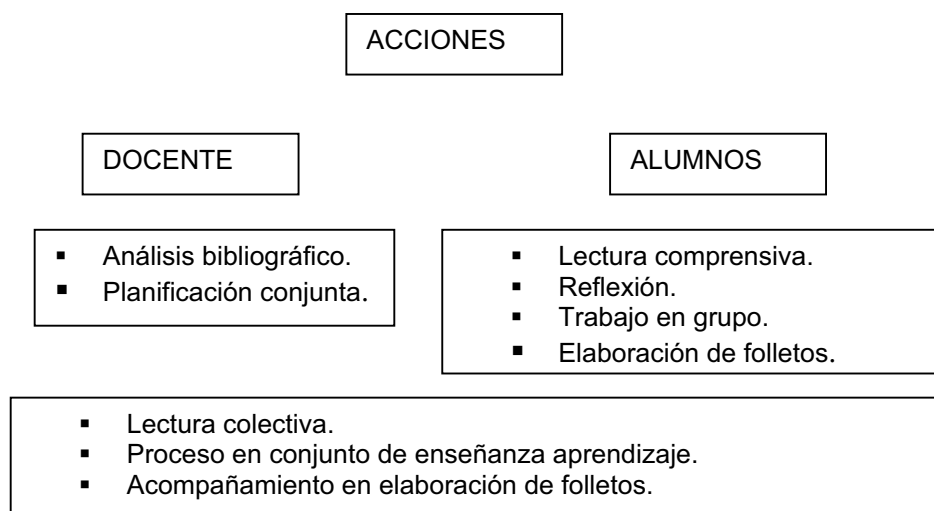 ACCIONES
DOCENTE
ALUMNOS
▪ Análisis bibliográfico.
▪ Planificación conjunta.
▪ Lectura comprensiva.
▪ Reflexión.
▪ Trabajo en grupo.
▪ Elaboración de folletos.
▪ Lectura colectiva.
▪ Proceso en conjunto de enseñanza aprendizaje.
▪ Acompañamiento en elaboración de folletos.